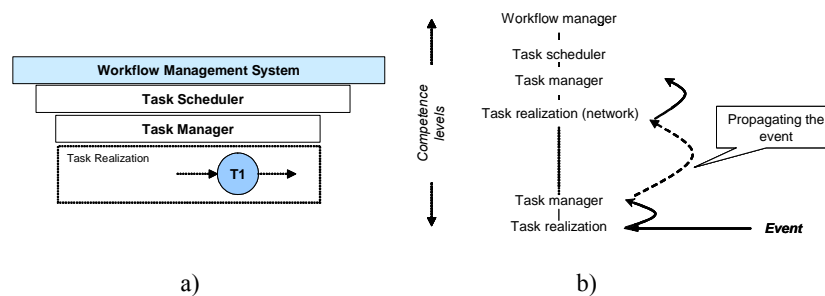 Workflow Management System
Task Scheduler
Task Manager
Task Realization
T1
a)
Competence
levels
Workflow manager
Task scheduler
Task manager
Task realization (network)
Propagating the
event
Task manager
Task realization
Event
b)